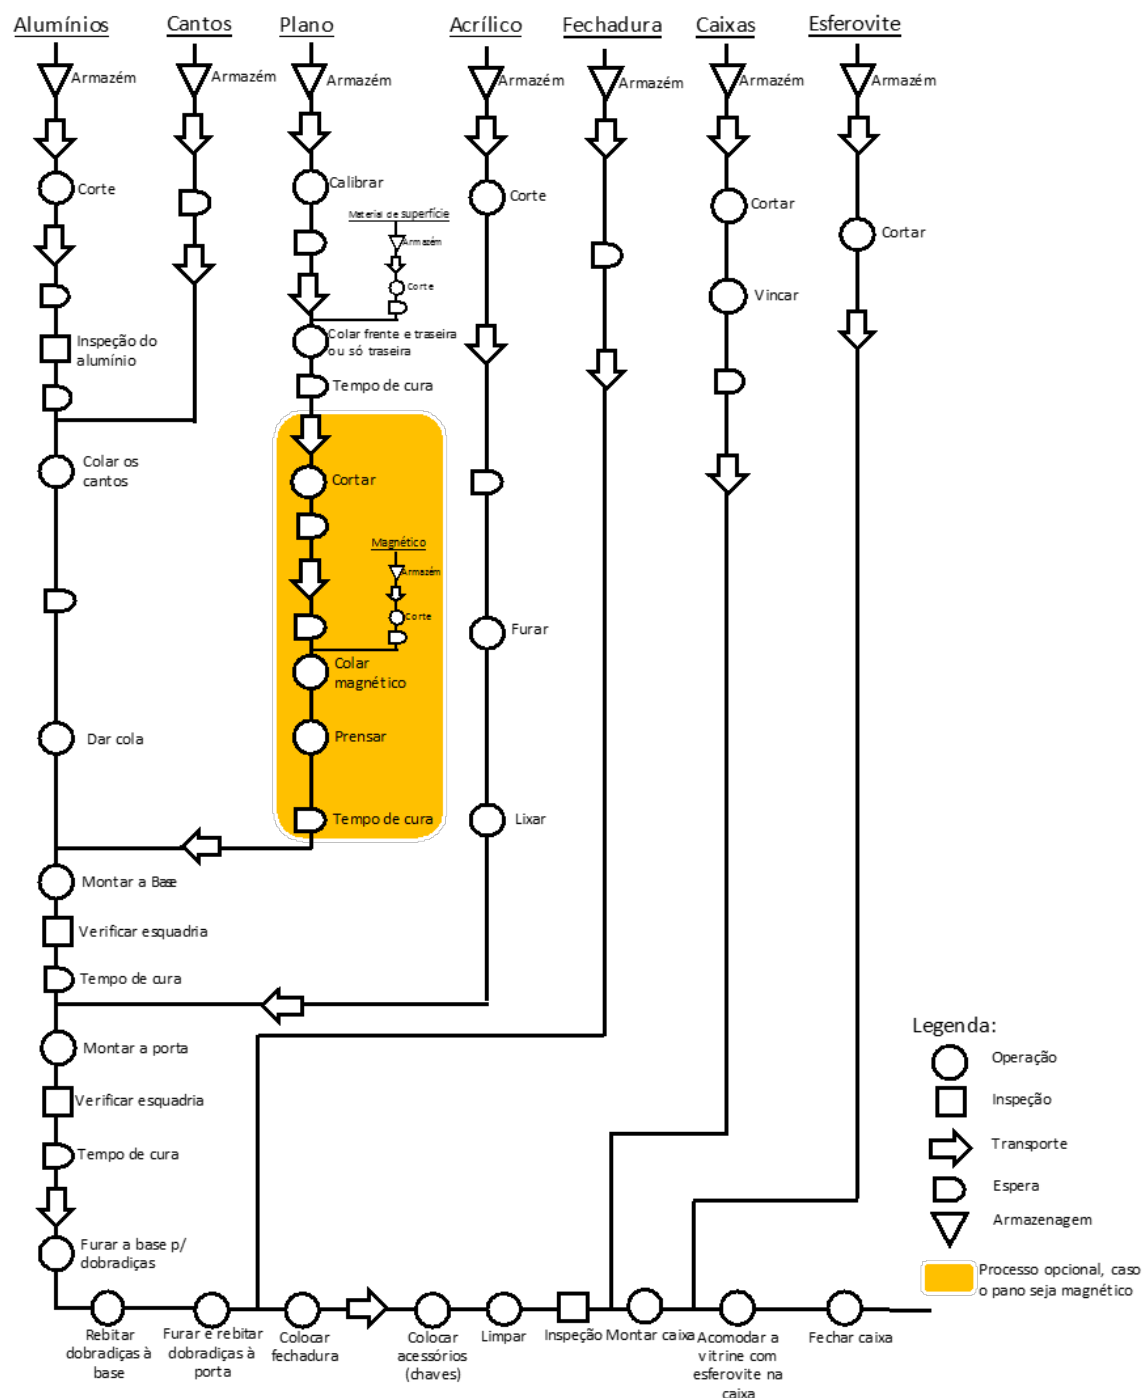 Alumínios
Cantos
Plano
Acrílico
Fechadura
Caixas
Esferovite
Armazém
Armazém
Armazém
Armazém
Armazém
Armazém
Armazém
Corte
Calibrar
Corte
Cortar
Cortar
Material de superfície
Armazém
Corte
Vincar
Inspeção do
alumínio
Colar frente e traseira
ou só traseira
Tempo de cura
Colar os
cantos
Cortar
Magnético
Armazém
Corte
Furar
Colar
magnético
Dar cola
Prensar
Tempo de cura
Lixar
Montar a Base
Verificar esquadria
Tempo de cura
Montar a porta
Verificar esquadria
Tempo de cura
Furar a base p/
dobradiças
Rebitar
dobradiças à
base
Furar e rebitar
dobradiças à
porta
Colocar
fechadura
Colocar
acessórios
(chaves)
Limpar
Inspeção
Montar caixa
Acomodar a
vitrine com
esferovite na
caixa
Fechar caixa
Legenda:
Operação
Inspeção
Transporte
Espera
Armazenagem
Processo opcional, caso
o pano seja magnético